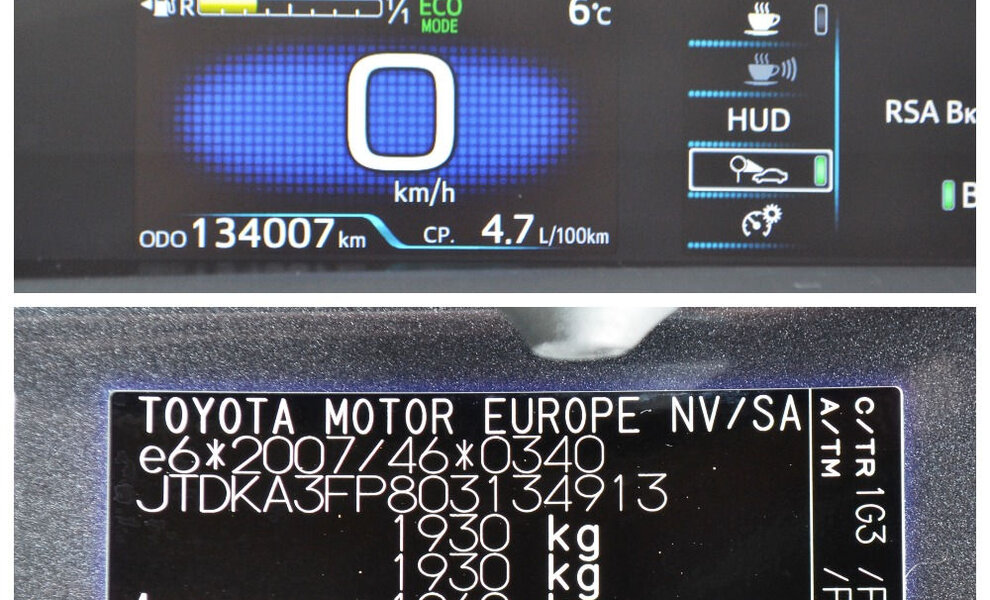 R 1/1 ECO MODE 6°C
0
km/h
ODO 134007 km CP. 4.7 L/100km
HUD
RSA Вк
TOYOTA MOTOR EUROPE NV/SA
e6*2007/46*0340
JTDKA3FP803134913
1930 kg
1930 kg
C/TR 1G3 /F
A/TM /F